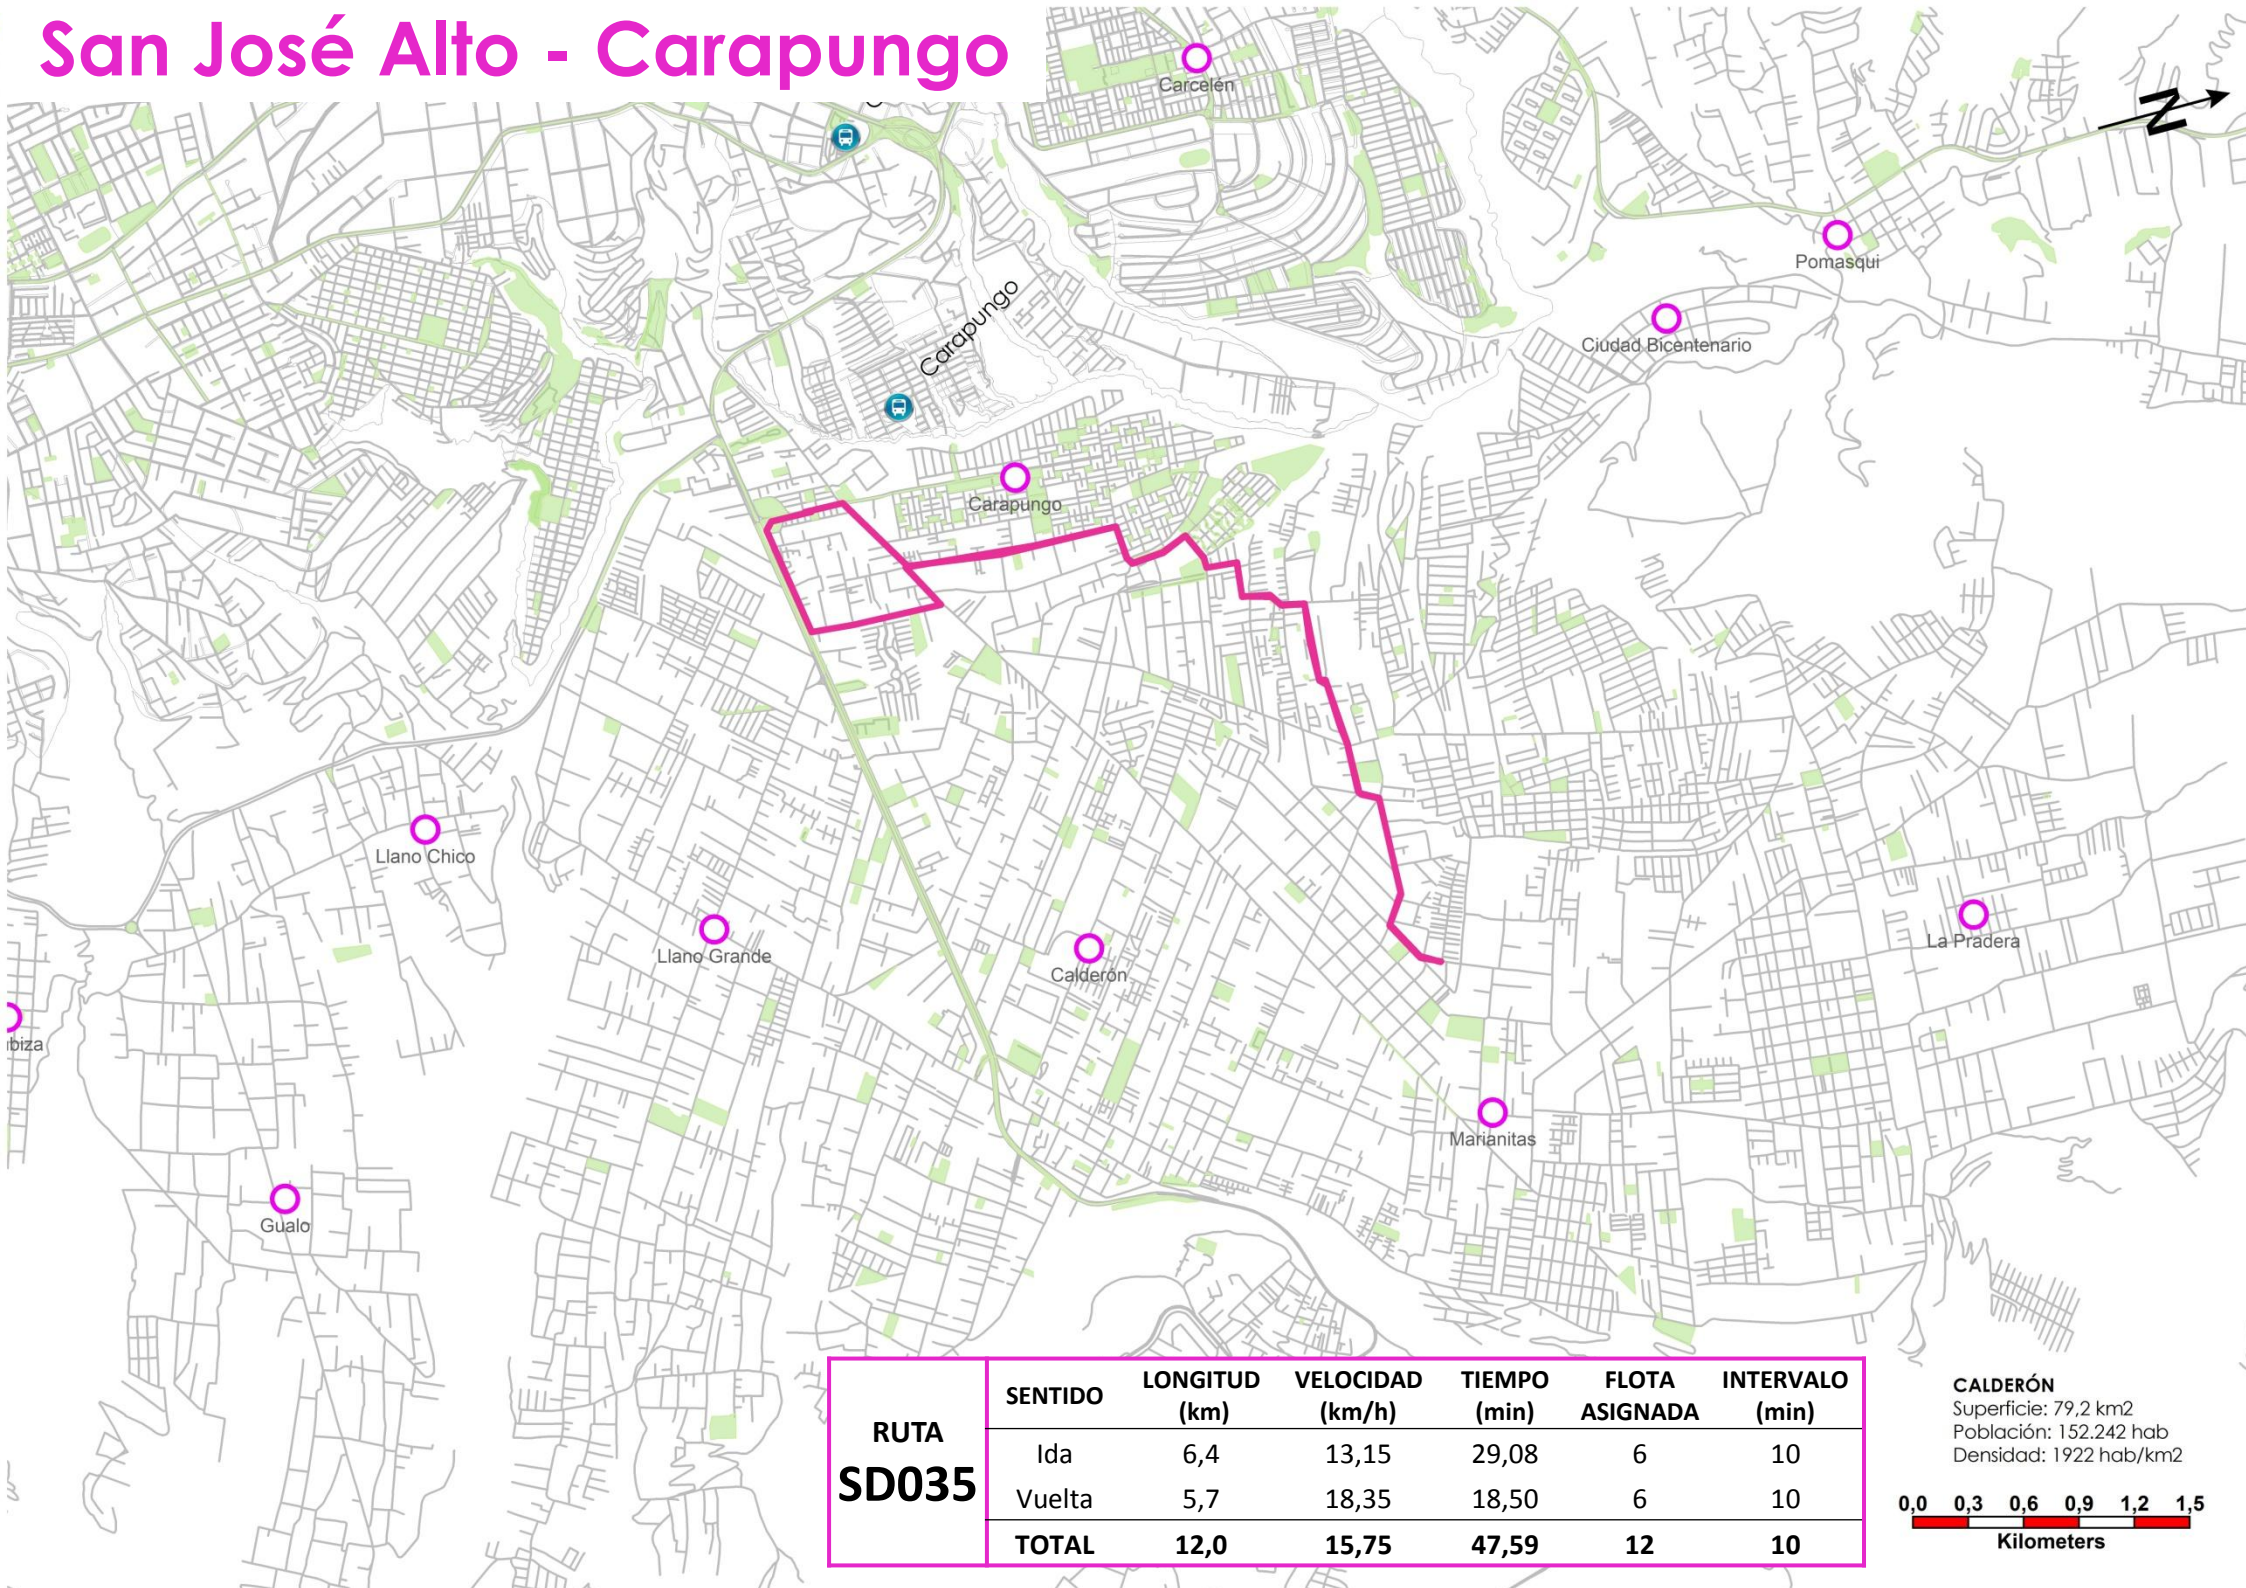 San José Alto - Carapungo
Carcelén
N
Pomasqui
Carapungo
Ciudad Bicentenario
Carapungo
Llano Chico
Llano Grande
Calderón
La Pradera
biza
Marianitas
Gualo
RUTA
SD035
SENTIDO LONGITUD (km) VELOCIDAD (km/h) TIEMPO (min) FLOTA ASIGNADA INTERVALO (min)
Ida 6,4 13,15 29,08 6 10
Vuelta 5,7 18,35 18,50 6 10
TOTAL 12,0 15,75 47,59 12 10
CALDERÓN
Superficie: 79,2 km2
Población: 152.242 hab
Densidad: 1922 hab/km2
0,0 0,3 0,6 0,9 1,2 1,5
Kilometers